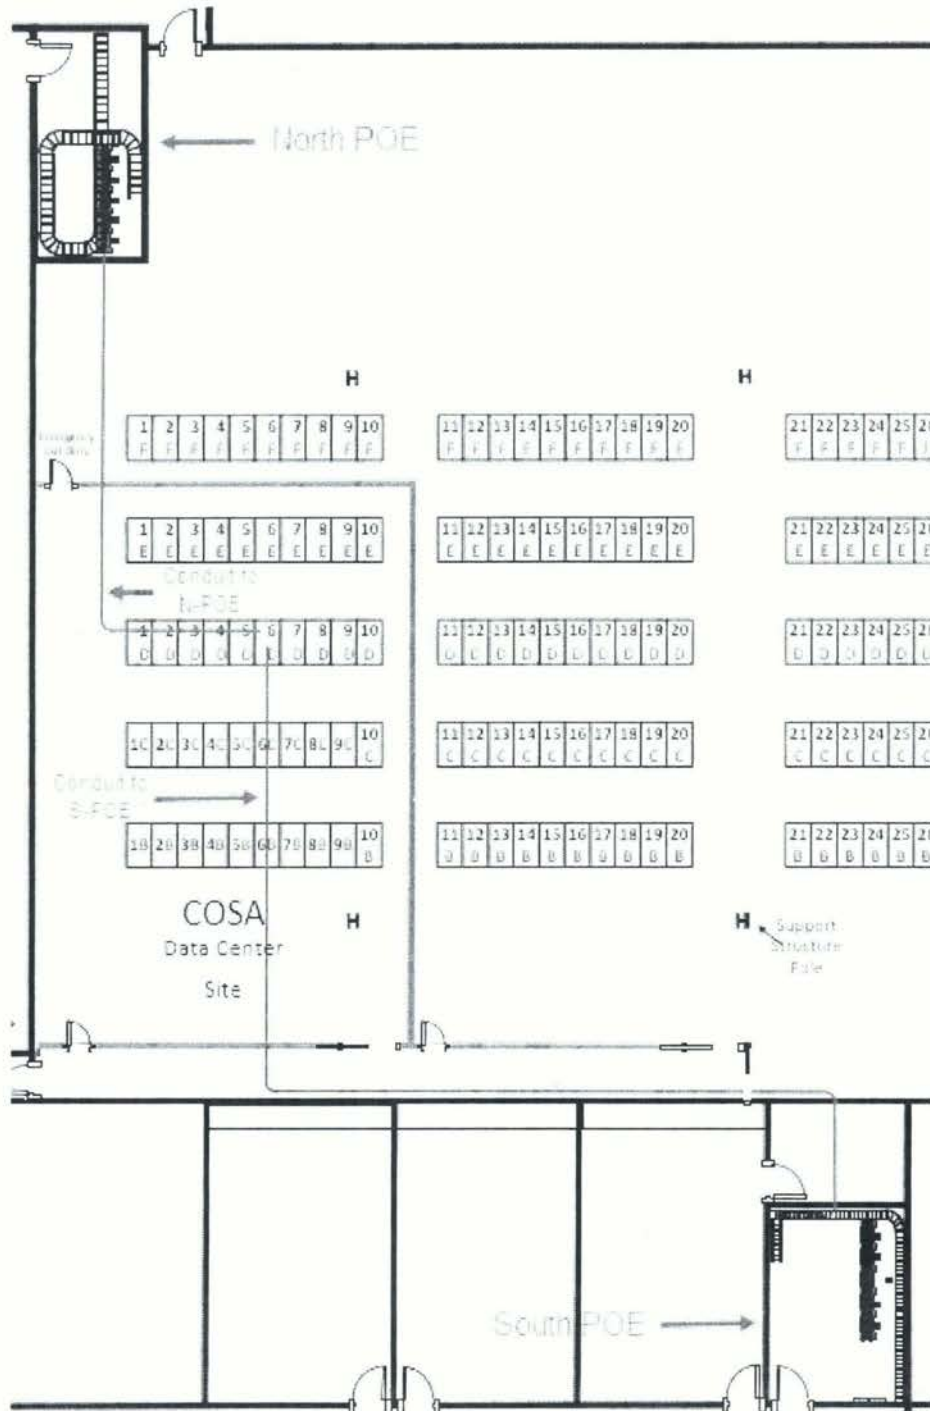 North POE
H H
1 2 3 4 5 6 7 8 9 10 11 12 13 14 15 16 17 18 19 20 21 22 23 24 25
F F F F F F F F F F F F F F F F F F F F F F F F F
1 2 3 4 5 6 7 8 9 10 11 12 13 14 15 16 17 18 19 20 21 22 23 24 25
E E E E E E E E E E E E E E E E E E E E E E E E E
Conduit to
N-POE
1 2 3 4 5 6 7 8 9 10 11 12 13 14 15 16 17 18 19 20 21 22 23 24 25
D D D D D D D D D D D D D D D D D D D D D D D D D
1C 2C 3C 4C 5C 6C 7C 8C 9C 10 11 12 13 14 15 16 17 18 19 20 21 22 23 24 25
C C C C C C C C C C C C C C C C
Conduit to
S-POE
1B 2B 3B 4B 5B 6B 7B 8B 9B 10 11 12 13 14 15 16 17 18 19 20 21 22 23 24 25
B B B B B B B B B B B B B B B B
COSA
Data Center
Site
H H
Support
Structure
Pole
South POE